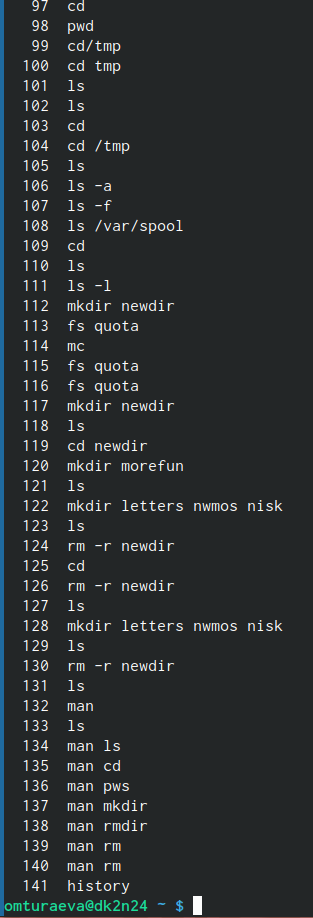 97 cd
98 pwd
99 cd/tmp
100 cd tmp
101 ls
102 ls
103 cd
104 cd /tmp
105 ls
106 ls -a
107 ls -f
108 ls /var/spool
109 cd
110 ls
111 ls -l
112 mkdir newdir
113 fs quota
114 mc
115 fs quota
116 fs quota
117 mkdir newdir
118 ls
119 cd newdir
120 mkdir morefun
121 ls
122 mkdir letters nwmos nisk
123 ls
124 rm -r newdir
125 cd
126 rm -r newdir
127 ls
128 mkdir letters nwmos nisk
129 ls
130 rm -r newdir
131 ls
132 man
133 ls
134 man ls
135 man cd
136 man pws
137 man mkdir
138 man rmdir
139 man rm
140 man rm
141 history
omturaeva@dk2n24 ~ $